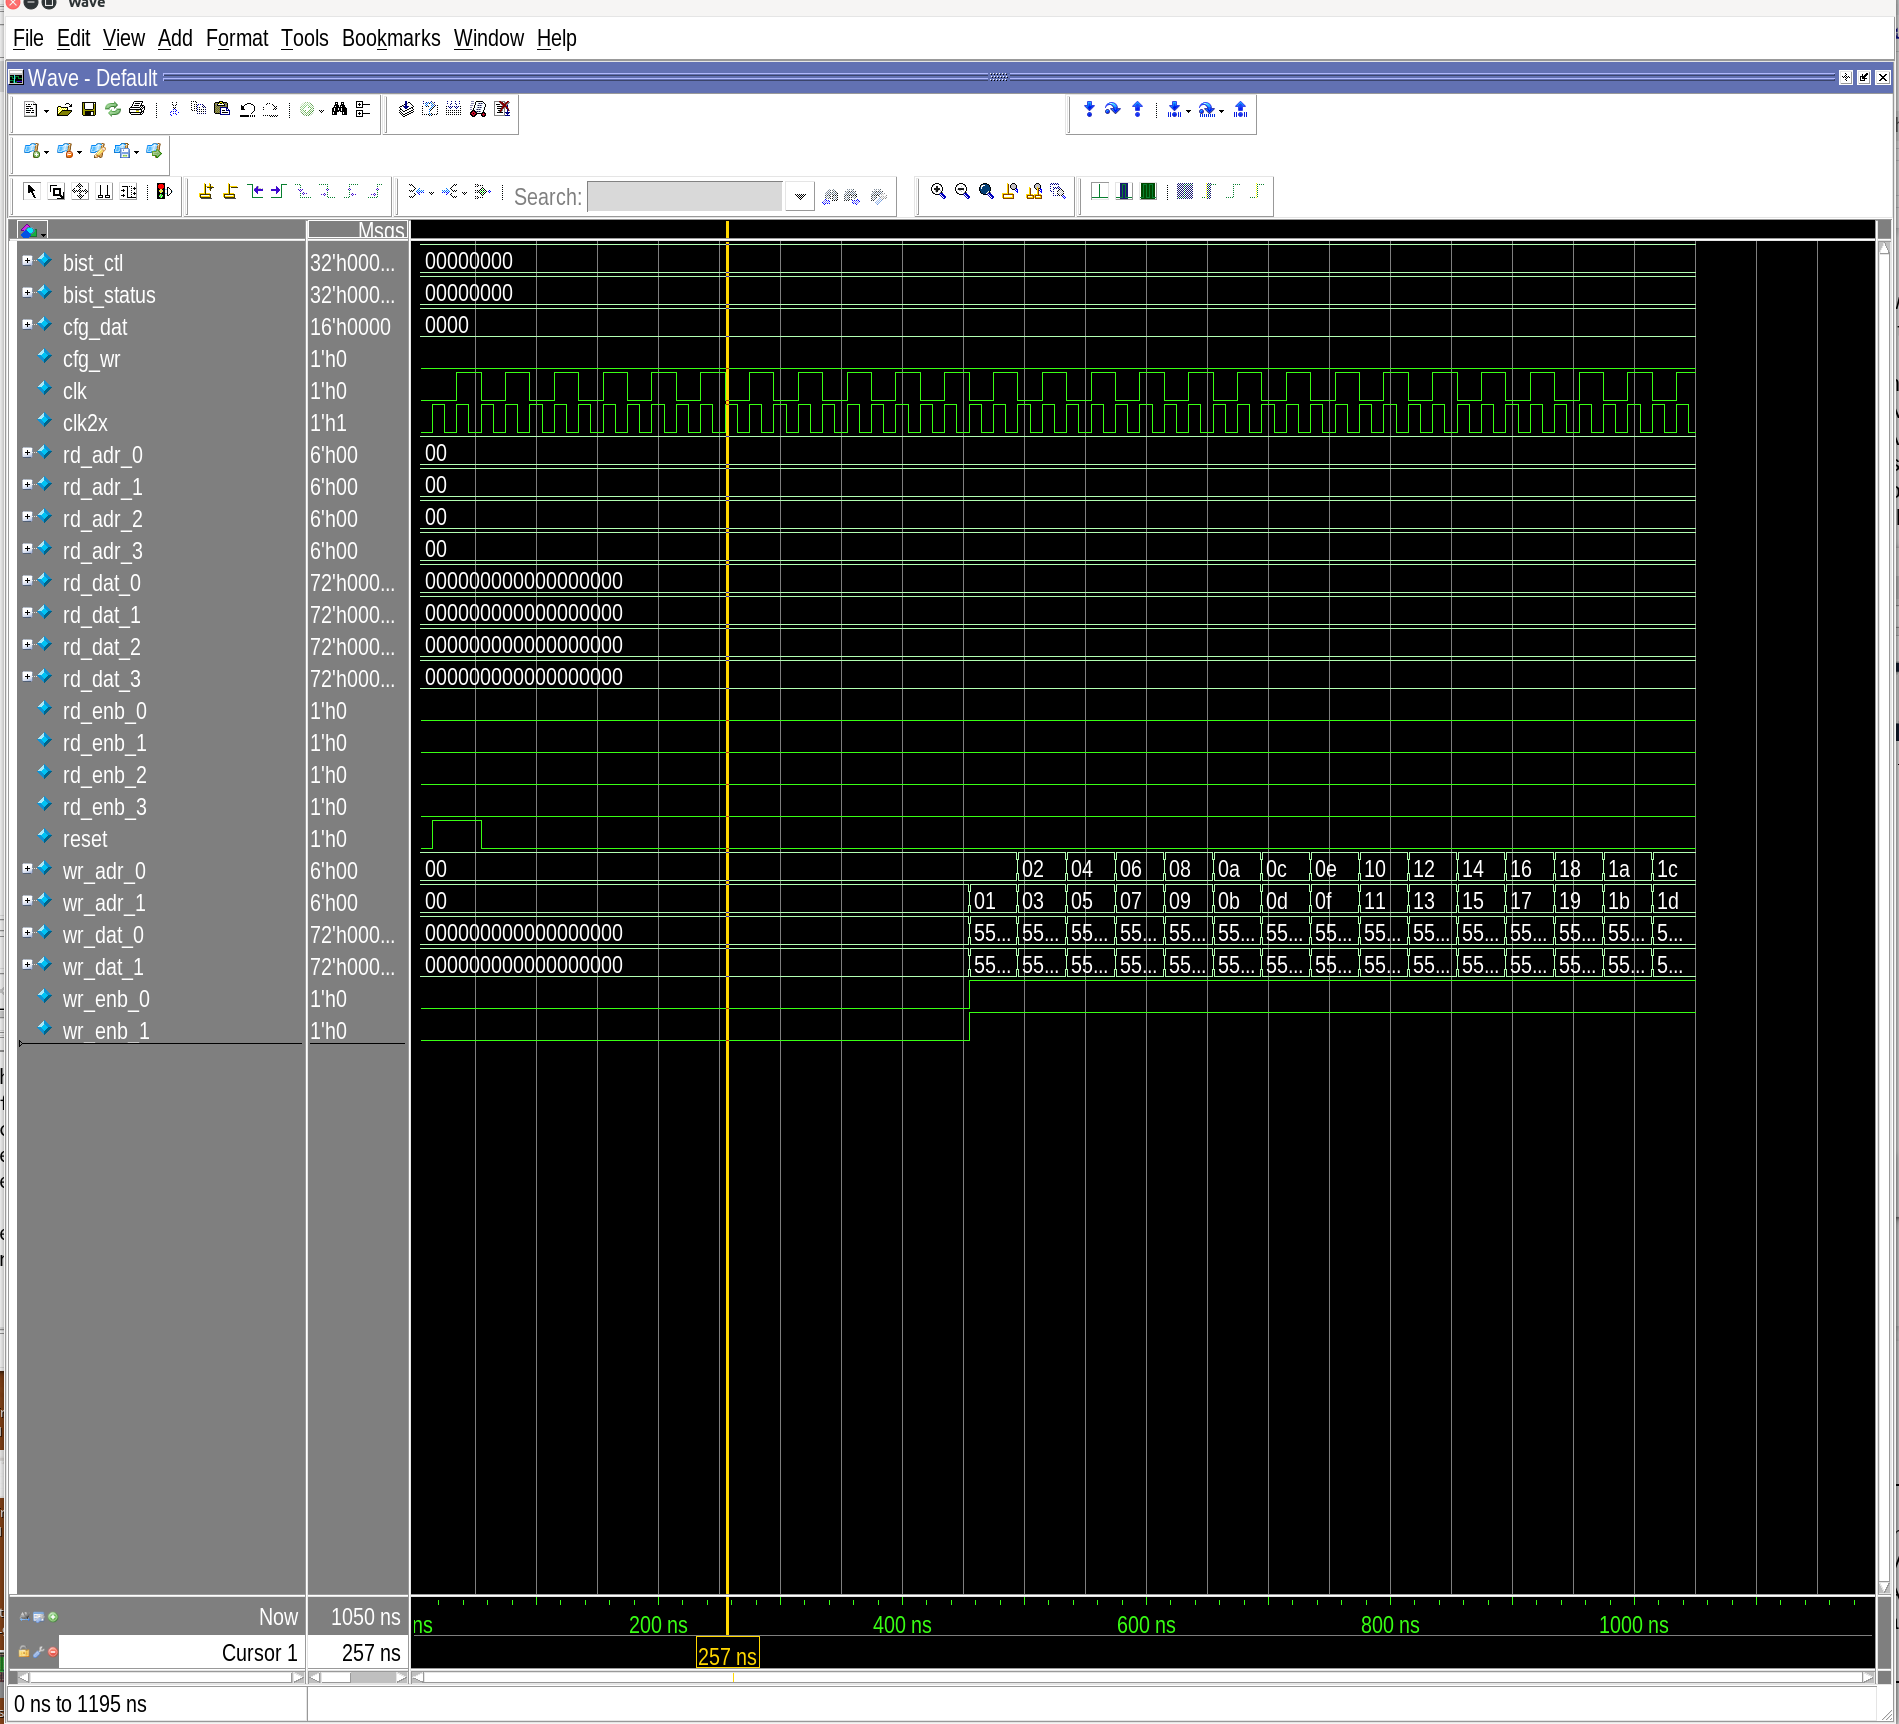 Wave
File Edit View Add Format Tools Bookmarks Window Help
Wave - Default
Search:
Msgs
bist_ctl 32'h000... 00000000
bist_status 32'h000... 00000000
cfg_dat 16'h0000 0000
cfg_wr 1'h0
clk 1'h0
clk2x 1'h1
rd_adr_0 6'h00 00
rd_adr_1 6'h00 00
rd_adr_2 6'h00 00
rd_adr_3 6'h00 00
rd_dat_0 72'h000... 000000000000000000
rd_dat_1 72'h000... 000000000000000000
rd_dat_2 72'h000... 000000000000000000
rd_dat_3 72'h000... 000000000000000000
rd_enb_0 1'h0
rd_enb_1 1'h0
rd_enb_2 1'h0
rd_enb_3 1'h0
reset 1'h0
wr_adr_0 6'h00 00 02 04 06 08 0a 0c 0e 10 12 14 16 18 1a 1c
wr_adr_1 6'h00 00 01 03 05 07 09 0b 0d 0f 11 13 15 17 19 1b 1d
wr_dat_0 72'h000... 000000000000000000 55... 55... 55... 55... 55... 55... 55... 55... 55... 55... 55... 55... 55... 55... 5...
wr_dat_1 72'h000... 000000000000000000 55... 55... 55... 55... 55... 55... 55... 55... 55... 55... 55... 55... 55... 55... 5...
wr_enb_0 1'h0
wr_enb_1 1'h0
Now 1050 ns ns 200 ns 400 ns 600 ns 800 ns 1000 ns
Cursor 1 257 ns 257 ns
0 ns to 1195 ns